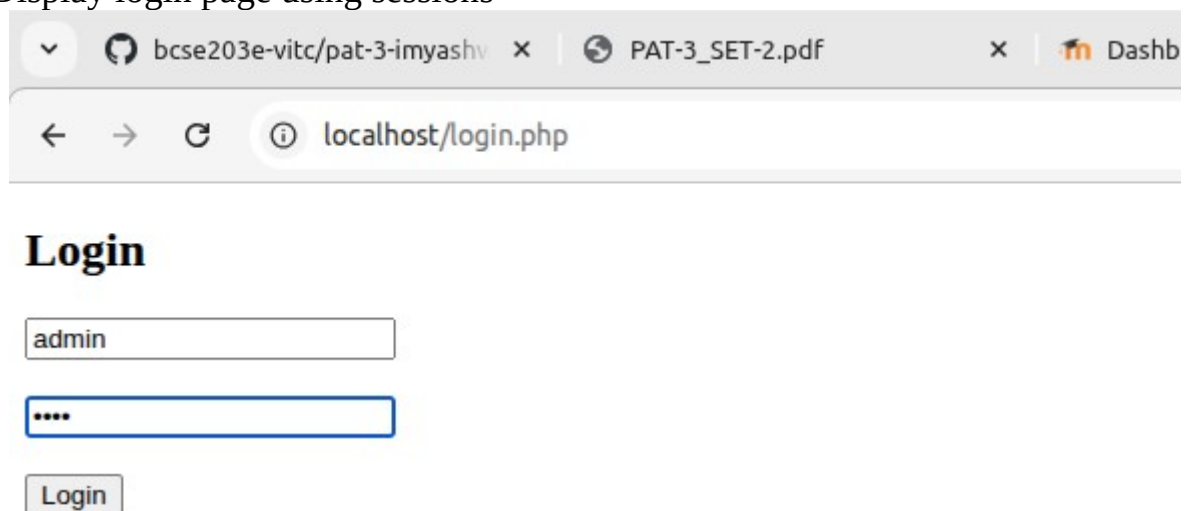 Display login page using sessions
bcse203e-vitc/pat-3-imyashv
PAT-3_SET-2.pdf
Dashb
localhost/login.php
Login
admin
••••
Login